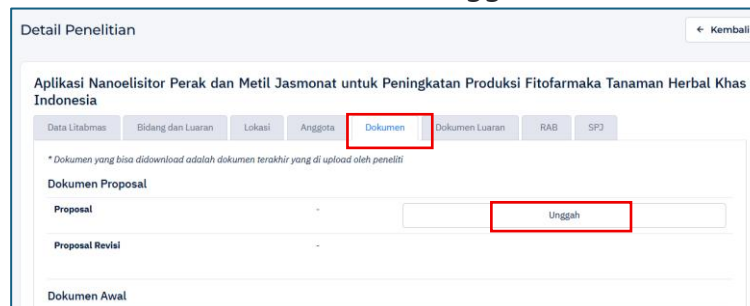 Detail Penelitian
← Kembali
Aplikasi Nanoelisitor Perak dan Metil Jasmonat untuk Peningkatan Produksi Fitofarmaka Tanaman Herbal Khas
Indonesia
Data Litabmas Bidang dan Luaran Lokasi Anggota Dokumen Dokumen Luaran RAB SPJ
* Dokumen yang bisa didownload adalah dokumen terakhir yang di upload oleh peneliti
Dokumen Proposal
Proposal - Unggah
Proposal Revisi -
Dokumen Awal